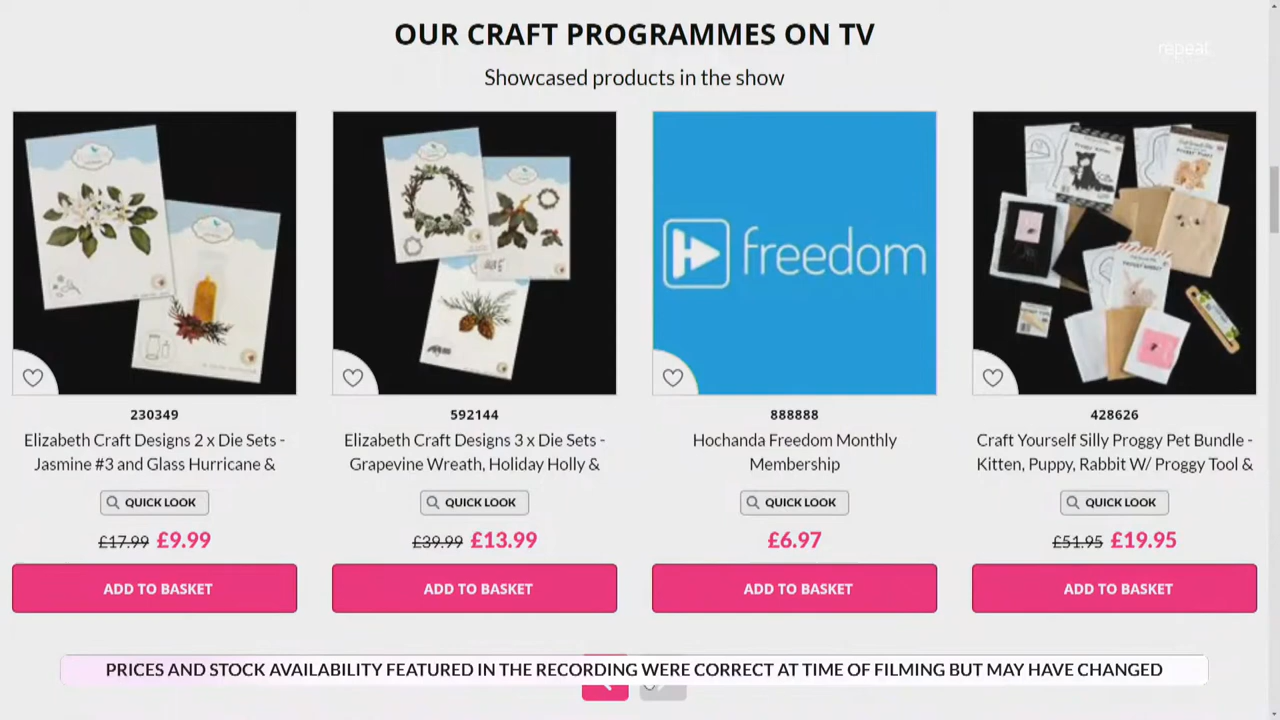 OUR CRAFT PROGRAMMES ON TV
repeat
Showcased products in the show
freedom
230349
Elizabeth Craft Designs 2 x Die Sets -
Jasmine #3 and Glass Hurricane &
QUICK LOOK
£17.99 £9.99
ADD TO BASKET
592144
Elizabeth Craft Designs 3 x Die Sets -
Grapevine Wreath, Holiday Holly &
QUICK LOOK
£39.99 £13.99
ADD TO BASKET
888888
Hochanda Freedom Monthly
Membership
QUICK LOOK
£6.97
ADD TO BASKET
428626
Craft Yourself Silly Proggy Pet Bundle -
Kitten, Puppy, Rabbit W/ Proggy Tool &
QUICK LOOK
£51.95 £19.95
ADD TO BASKET
PRICES AND STOCK AVAILABILITY FEATURED IN THE RECORDING WERE CORRECT AT TIME OF FILMING BUT MAY HAVE CHANGED